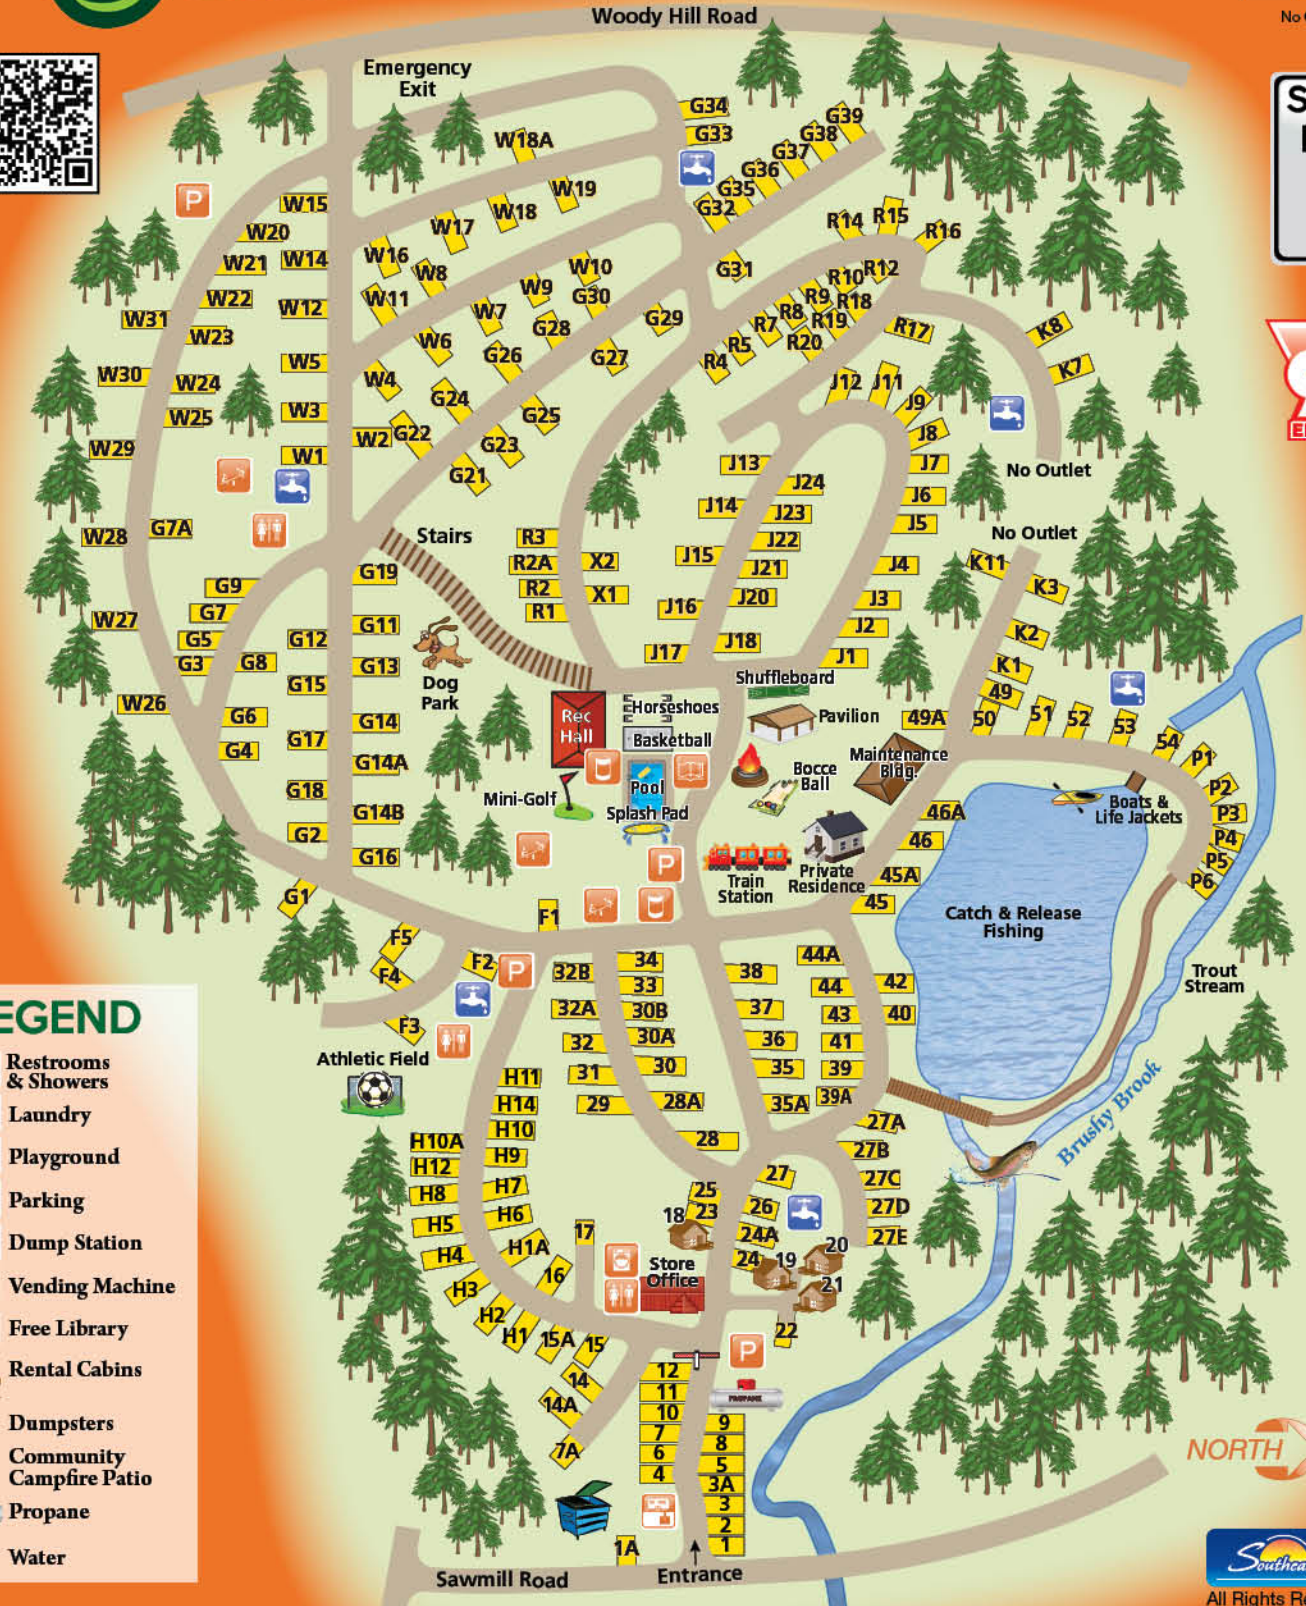 Woody Hill Road
No
S
Emergency
Exit
G34
G33
G39
G38
G37
G36
G35
G32
W18A
W19
W18
W17
W16
P
W15
W20
W21
W14
W22
W12
W31
W23
W5
W30
W24
W3
W25
W29
W1
W8
W11
W10
W9
G30
W7
G28
G29
W6
G26
G27
W4
G24
G25
W2
G22
G23
G21
G31
R14
R15
R16
R12
R10
R9
R18
R8
R19
R7
R20
R5
R4
R17
K8
K7
J12
J11
J9
J8
J7
J6
J5
J4
J3
J2
J1
J13
J24
J14
J23
J22
J15
J21
J20
J16
J18
J17
No Outlet
No Outlet
K11
K3
K2
K1
49
49A
50
51
52
53
54
P1
P2
P3
P4
P5
P6
W28
G7A
W27
W26
G9
G7
G5
G3
G8
G6
G4
G12
G15
G17
G18
G2
G1
G19
G11
G13
G14
G14A
G14B
G16
Stairs
Dog
Park
R3
R2A
R2
R1
X2
X1
Rec
Hall
Horseshoes
Basketball
Pool
Splash Pad
Mini-Golf
Shuffleboard
Pavilion
Maintenance
Bldg.
Bocce
Ball
Train
Station
Private
Residence
P
Boats &
Life Jackets
Catch & Release
Fishing
Trout
Stream
Brushy Brook
46A
46
45A
45
F1
F5
F4
F2
F3
P
Athletic Field
32B
34
33
32A
30B
30A
32
31
30
29
28A
28
38
37
36
35
35A
44A
44
42
43
40
41
39
39A
27A
27B
27C
27D
27E
27
26
25
23
24A
24
18
19
20
21
22
H11
H14
H10
H10A
H9
H12
H8
H7
H5
H6
H4
H1A
H3
H2
H1
17
16
15A
15
14
14A
7A
Store
Office
P
PROPANE
12
11
10
7
6
4
9
8
5
3A
3
2
1
1A
Sawmill Road
Entrance
EGEND
Restrooms
& Showers
Laundry
Playground
Parking
Dump Station
Vending Machine
Free Library
Rental Cabins
Dumpsters
Community
Campfire Patio
Propane
Water
NORTH
All Rights R